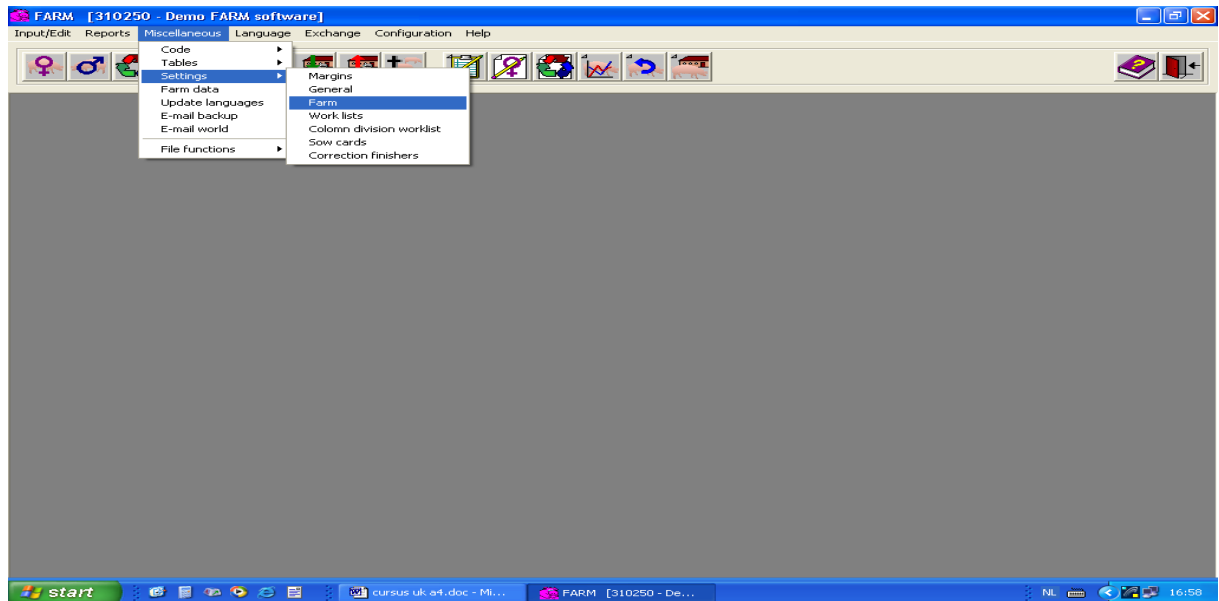 FARM [310250 - Demo FARM software]
Input/Edit Reports Miscellaneous Language Exchange Configuration Help
Code
Tables
Settings
Farm data
Update languages
E-mail backup
E-mail world
File functions
Margins
General
Farm
Work lists
Colomn division worklist
Sow cards
Correction finishers
start
cursus uk a4.doc - Mi...
FARM [310250 - De...
NL
16:58